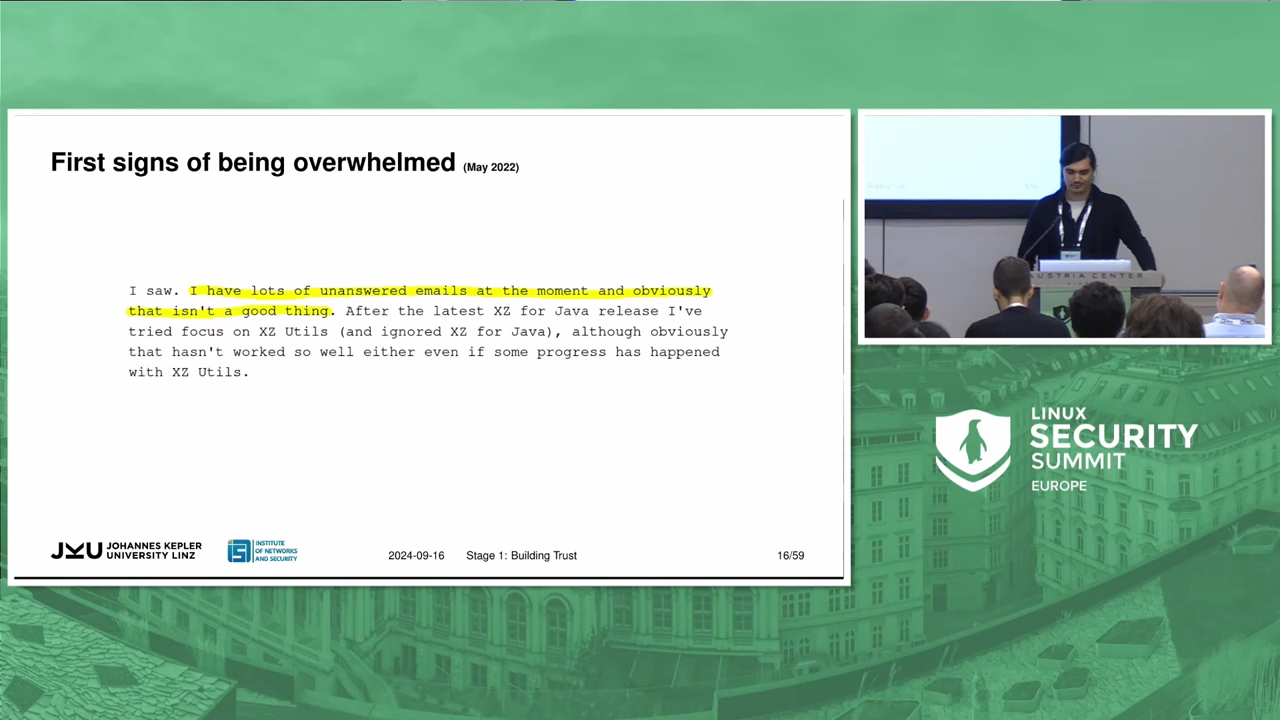 First signs of being overwhelmed (May 2022)
I saw. I have lots of unanswered emails at the moment and obviously
that isn't a good thing. After the latest XZ for Java release I've
tried focus on XZ Utils (and ignored XZ for Java), although obviously
that hasn't worked so well either even if some progress has happened
with XZ Utils.
JKU JOHANNES KEPLER
UNIVERSITY LINZ
INSTITUTE
OF NETWORKS
AND SECURITY
2024-09-16 Stage 1: Building Trust 16/59
AUSTRIA CENTER
LINUX
SECURITY
SUMMIT
EUROPE